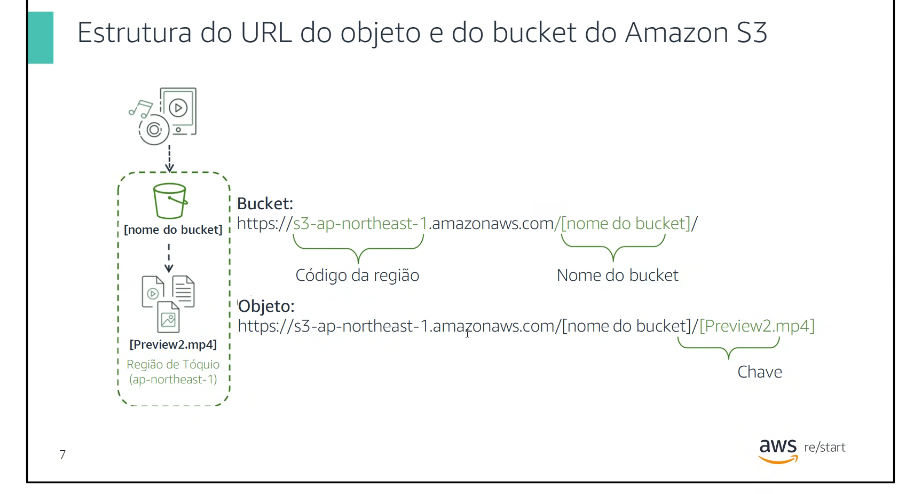 Estrutura do URL do objeto e do bucket do Amazon S3
[nome do bucket]
[Preview2.mp4]
Região de Tóquio
(ap-northeast-1)
Bucket:
https://s3-ap-northeast-1.amazonaws.com/[nome do bucket]/
Código da região
Nome do bucket
Objeto:
https://s3-ap-northeast-1.amazonaws.com/[nome do bucket]/[Preview2.mp4]
Chave
7
aws re/start